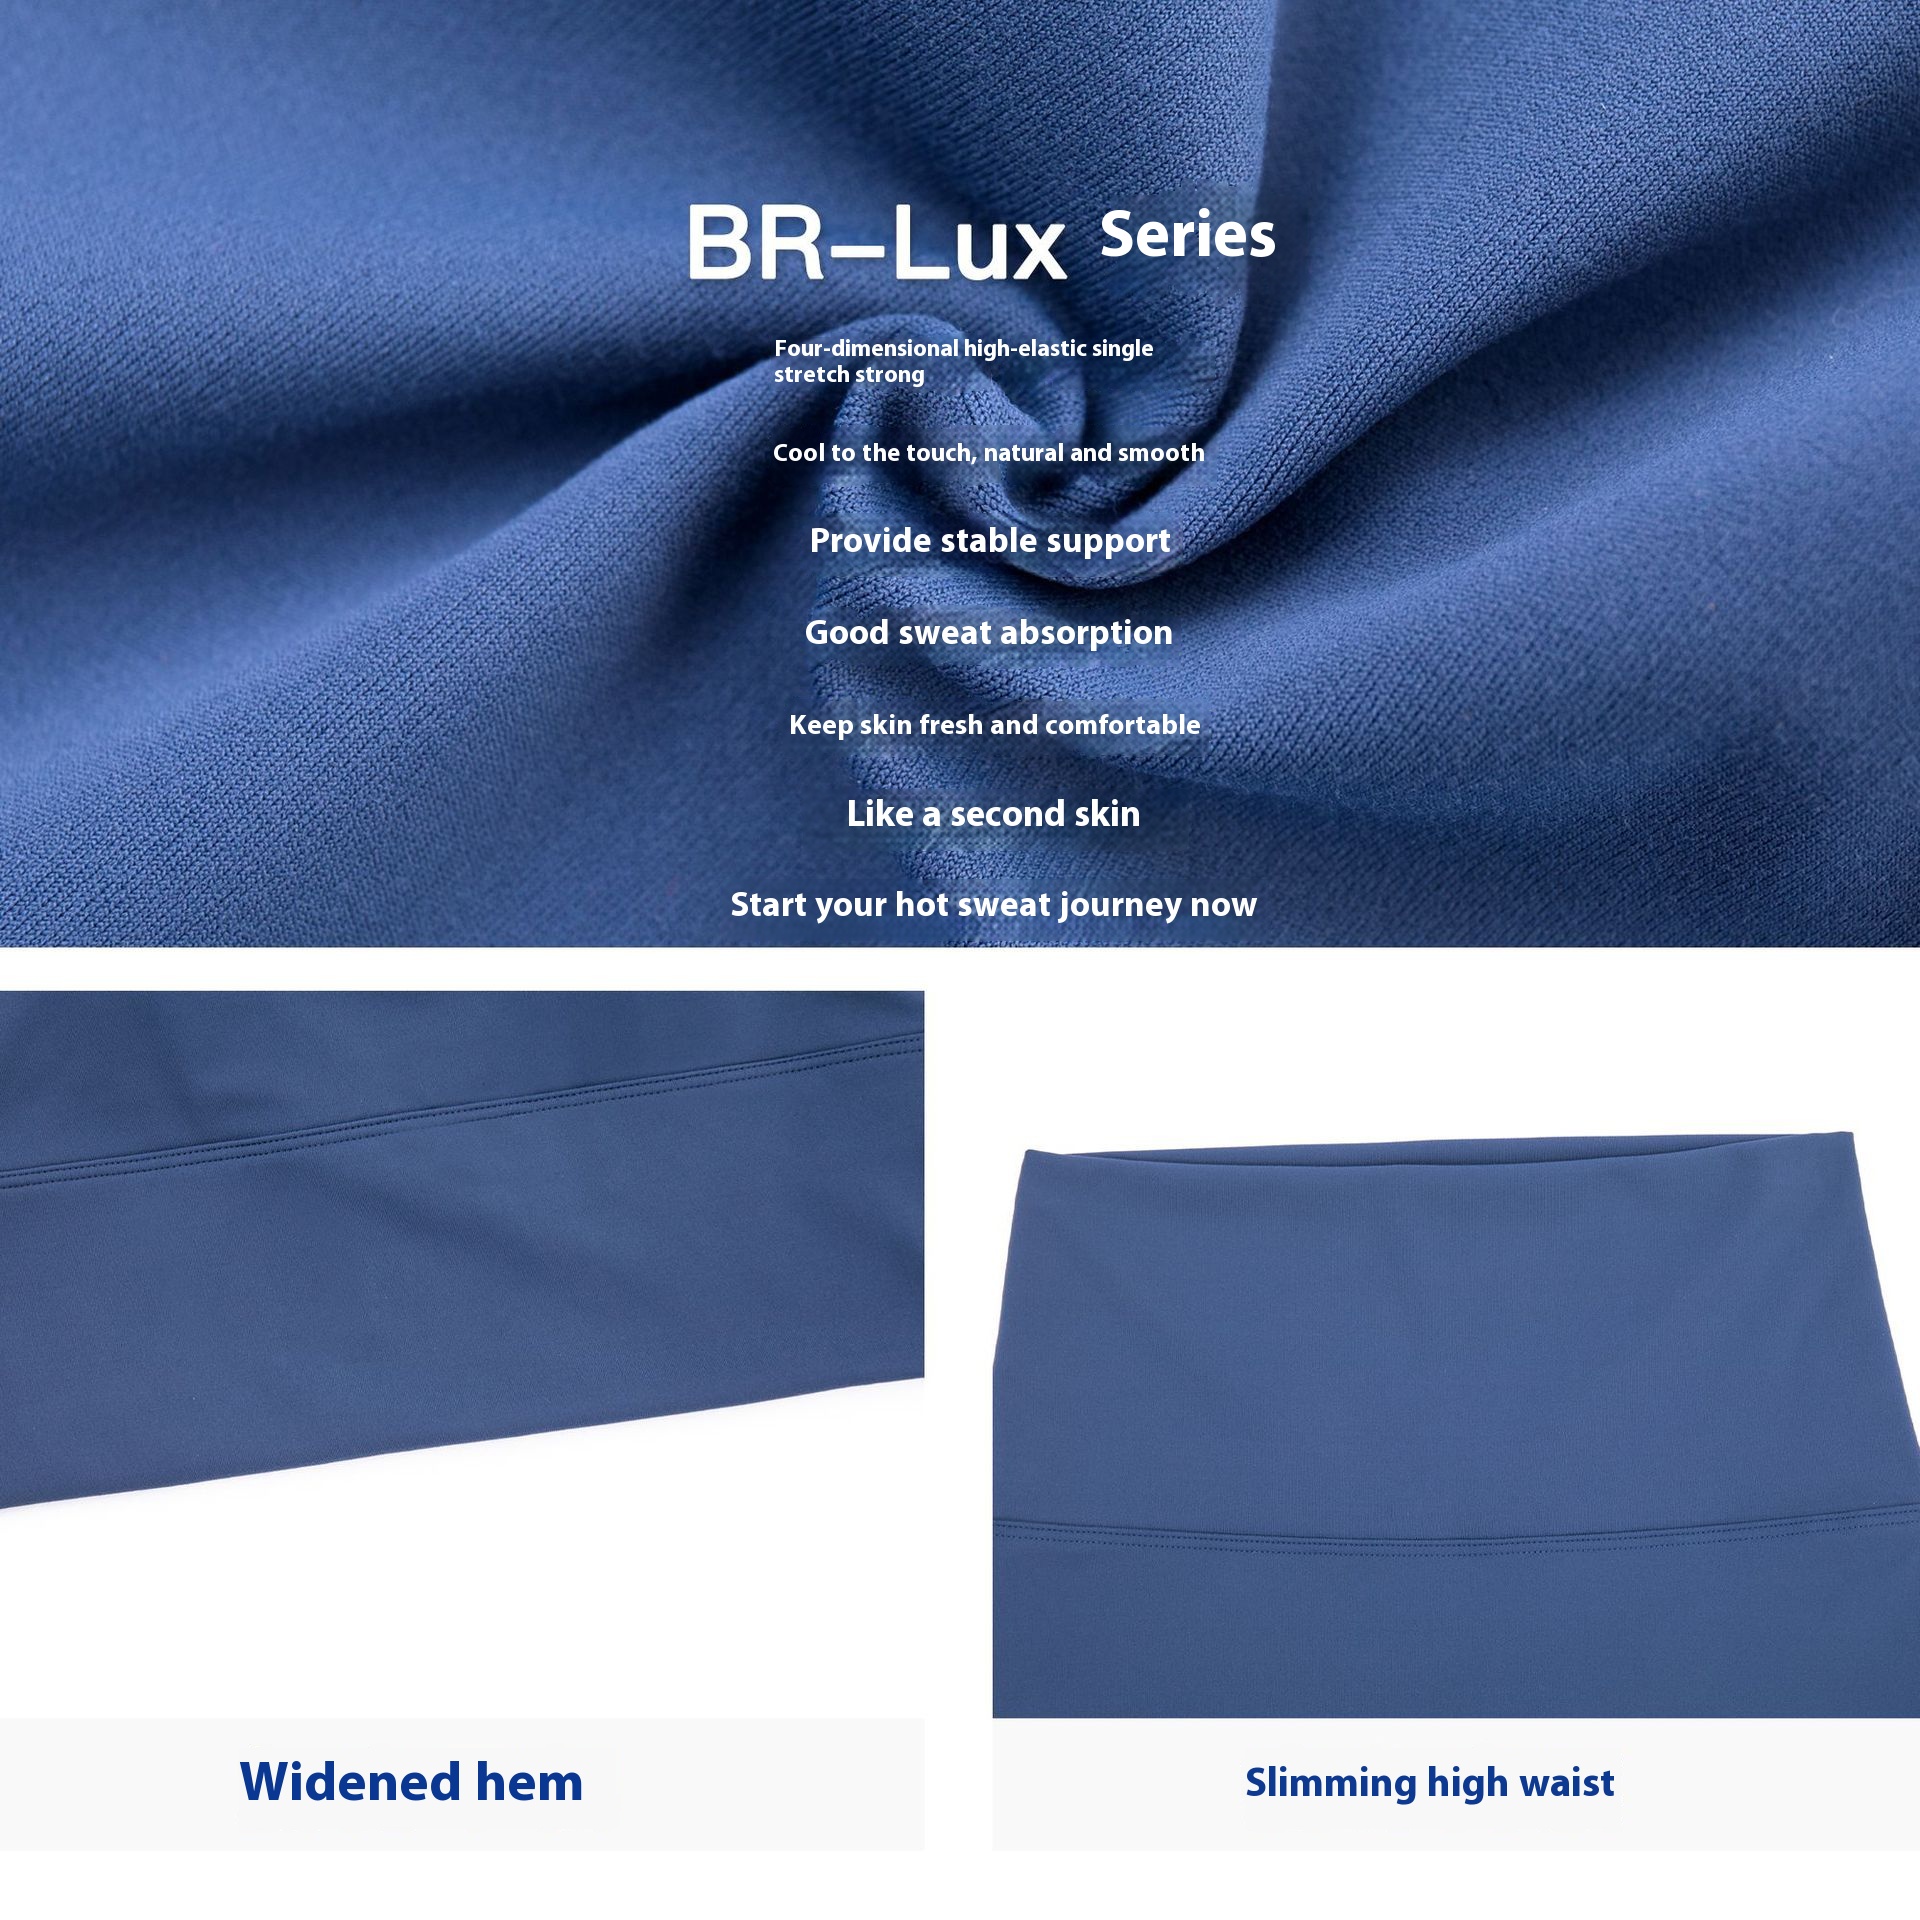 BR-Lux Series
Four-dimensional high-elastic single
stretch strong
Cool to the touch, natural and smooth
Provide stable support
Good sweat absorption
Keep skin fresh and comfortable
Like a second skin
Start your hot sweat journey now
Widened hem
Slimming high waist